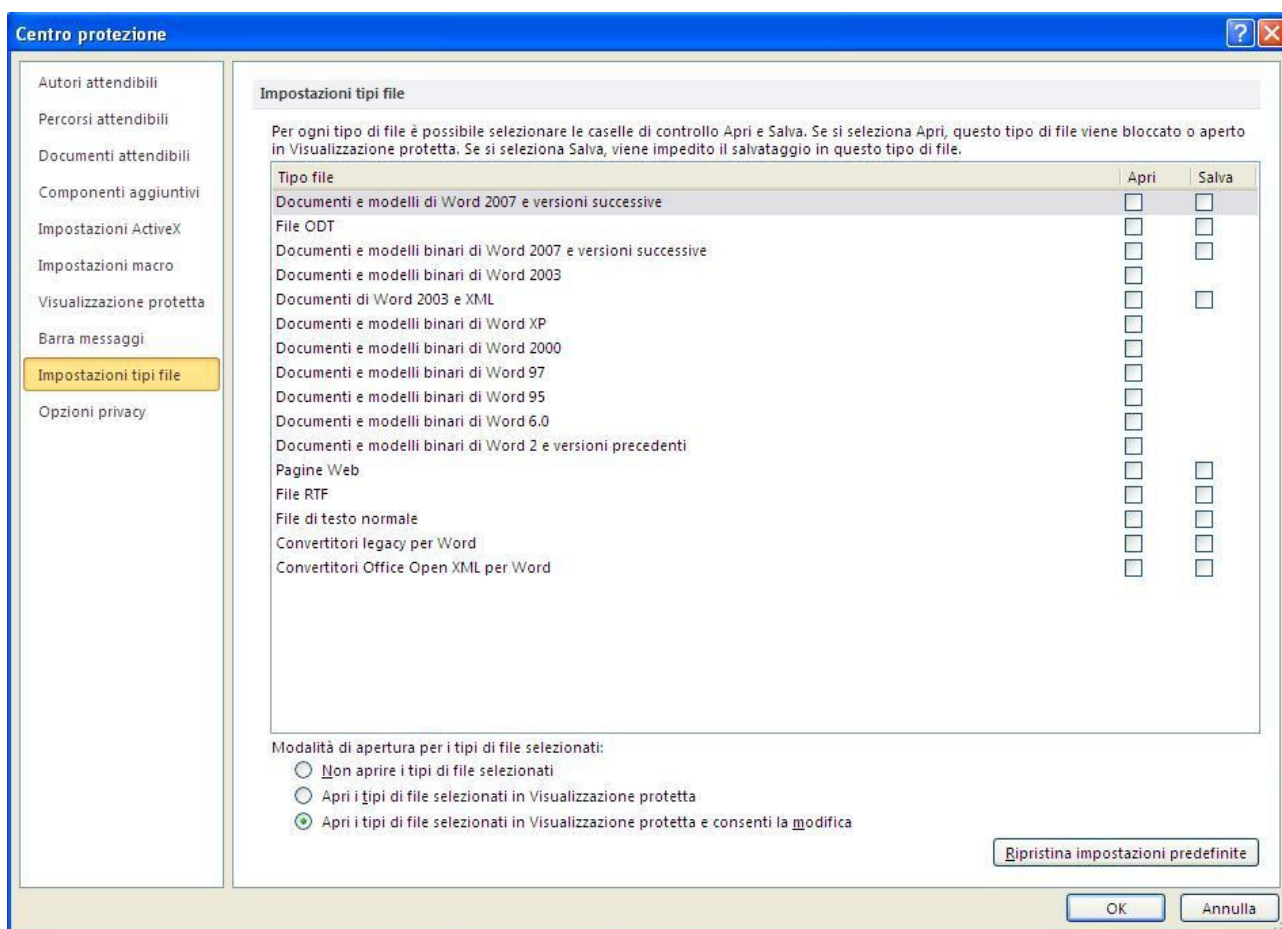 Centro protezione
Autori attendibili
Percorsi attendibili
Documenti attendibili
Componenti aggiuntivi
Impostazioni ActiveX
Impostazioni macro
Visualizzazione protetta
Barra messaggi
Impostazioni tipi file
Opzioni privacy
Impostazioni tipi file
Per ogni tipo di file è possibile selezionare le caselle di controllo Apri e Salva. Se si seleziona Apri, questo tipo di file viene bloccato o aperto
in Visualizzazione protetta. Se si seleziona Salva, viene impedito il salvataggio in questo tipo di file.
Tipo file Apri Salva
Documenti e modelli di Word 2007 e versioni successive
File ODT
Documenti e modelli binari di Word 2007 e versioni successive
Documenti e modelli binari di Word 2003
Documenti di Word 2003 e XML
Documenti e modelli binari di Word XP
Documenti e modelli binari di Word 2000
Documenti e modelli binari di Word 97
Documenti e modelli binari di Word 95
Documenti e modelli binari di Word 6.0
Documenti e modelli binari di Word 2 e versioni precedenti
Pagine Web
File RTF
File di testo normale
Convertitori legacy per Word
Convertitori Office Open XML per Word
Modalità di apertura per i tipi di file selezionati:
Non aprire i tipi di file selezionati
Apri i tipi di file selezionati in Visualizzazione protetta
Apri i tipi di file selezionati in Visualizzazione protetta e consenti la modifica
Ripristina impostazioni predefinite
OK Annulla